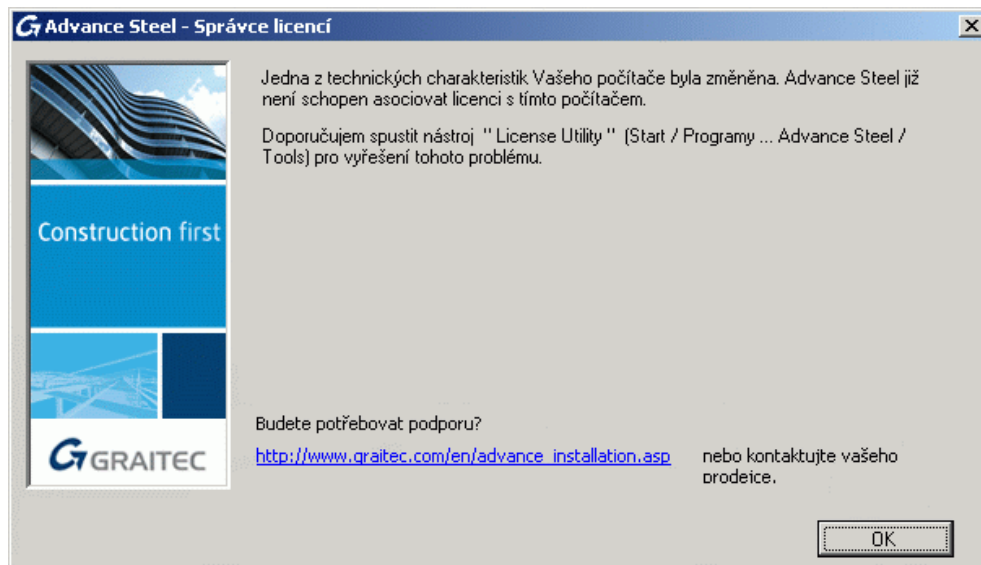 Advance Steel - Správce licencí
Jedna z technických charakteristik Vašeho počítače byla změněna. Advance Steel již
není schopen asociovat licenci s tímto počítačem.
Doporučujem spustit nástroj " License Utility " (Start / Programy ... Advance Steel /
Tools) pro vyřešení tohoto problému.
Construction first
GRAITEC
Budete potřebovat podporu?
http://www.graitec.com/en/advance_installation.asp nebo kontaktujte vašeho
prodejce.
OK